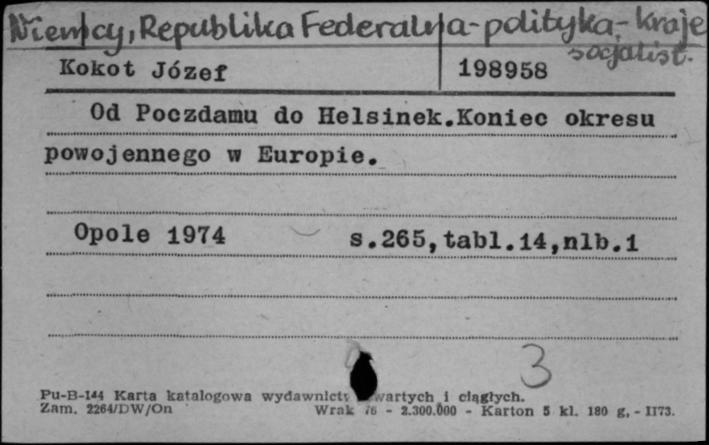 Niemcy, Republika Federalna - polityka - kraje
socjalist.
Kokot Józef 198958
Od Poczdamu do Helsinek.Koniec okresu
powojennego w Europie.
Opole 1974 s.265,tabl.14,nlb.1
3
Pu-B-144 Karta katalogowa wydawnictw zwartych i ciągłych.
Zam. 2264/DW/On Wrak 76 - 2.300.000 - Karton 5 kl. 180 g. - II73.